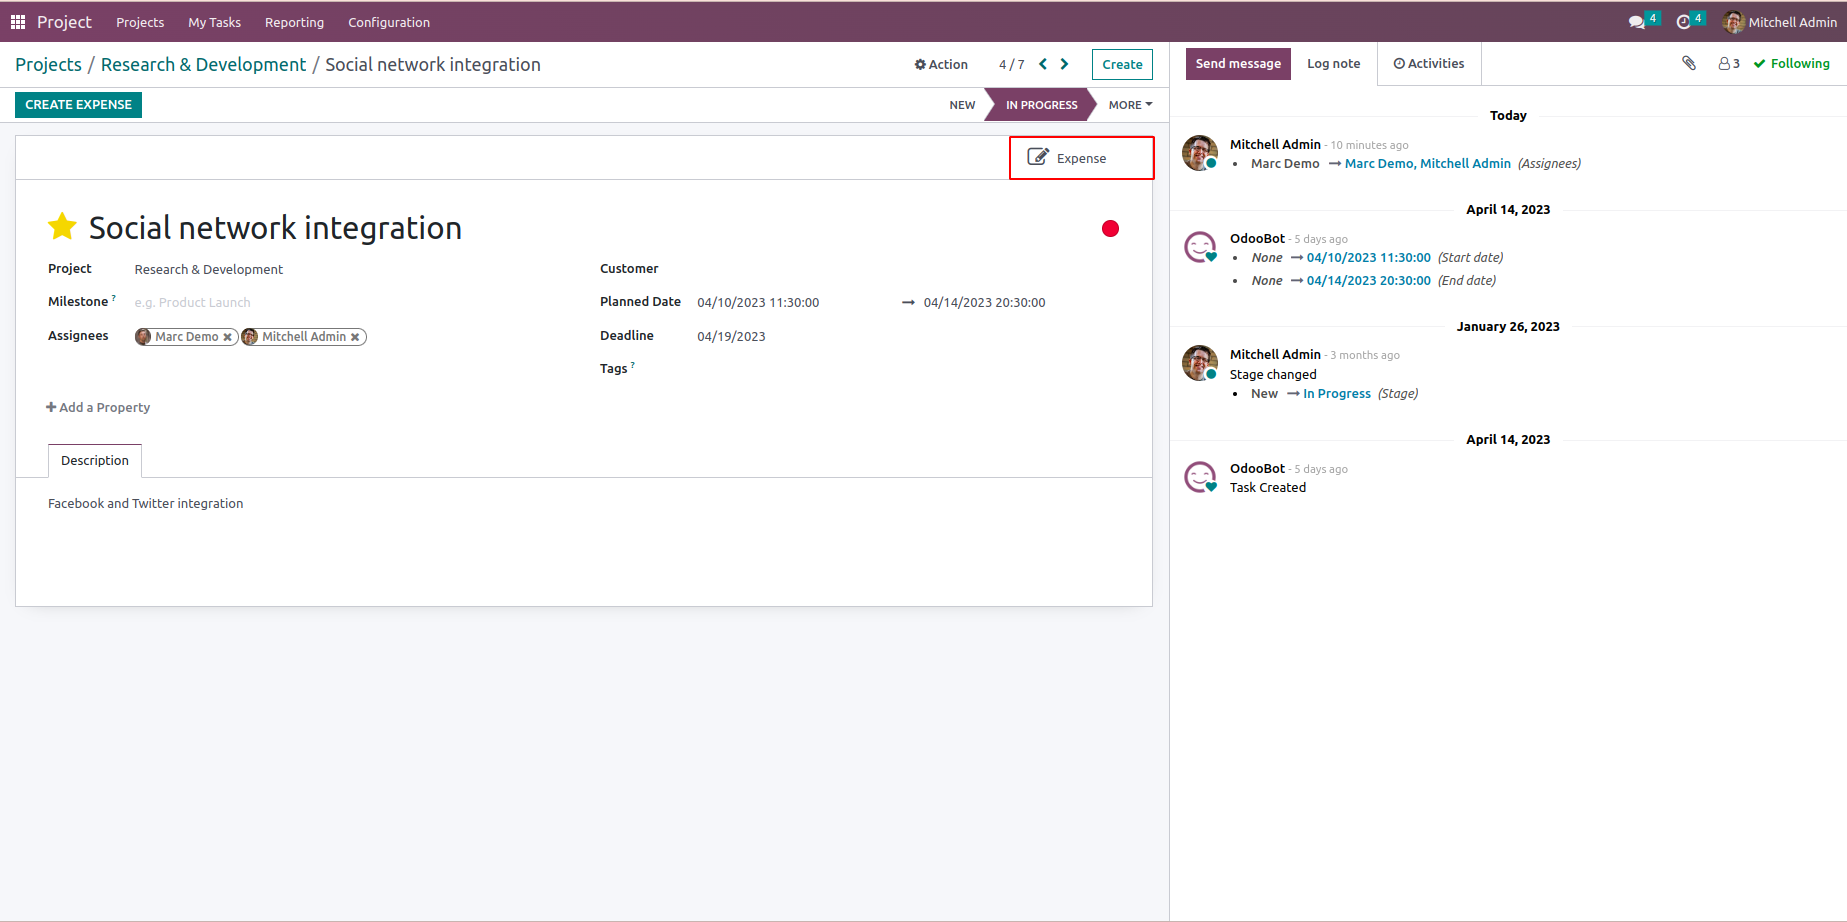 Project Projects My Tasks Reporting Configuration 4 4 Mitchell Admin
Projects / Research & Development / Social network integration Action 4 / 7 Create
CREATE EXPENSE NEW IN PROGRESS MORE
Expense
Social network integration
Project Research & Development Customer
Milestone ? e.g. Product Launch Planned Date 04/10/2023 11:30:00 → 04/14/2023 20:30:00
Assignees Marc Demo × Mitchell Admin × Deadline 04/19/2023
Tags ?
+ Add a Property
Description
Facebook and Twitter integration
Send message Log note Activities 3 Following
Today
Mitchell Admin - 10 minutes ago
• Marc Demo → Marc Demo, Mitchell Admin (Assignees)
April 14, 2023
OdooBot - 5 days ago
• None → 04/10/2023 11:30:00 (Start date)
• None → 04/14/2023 20:30:00 (End date)
January 26, 2023
Mitchell Admin - 3 months ago
Stage changed
• New → In Progress (Stage)
April 14, 2023
OdooBot - 5 days ago
Task Created